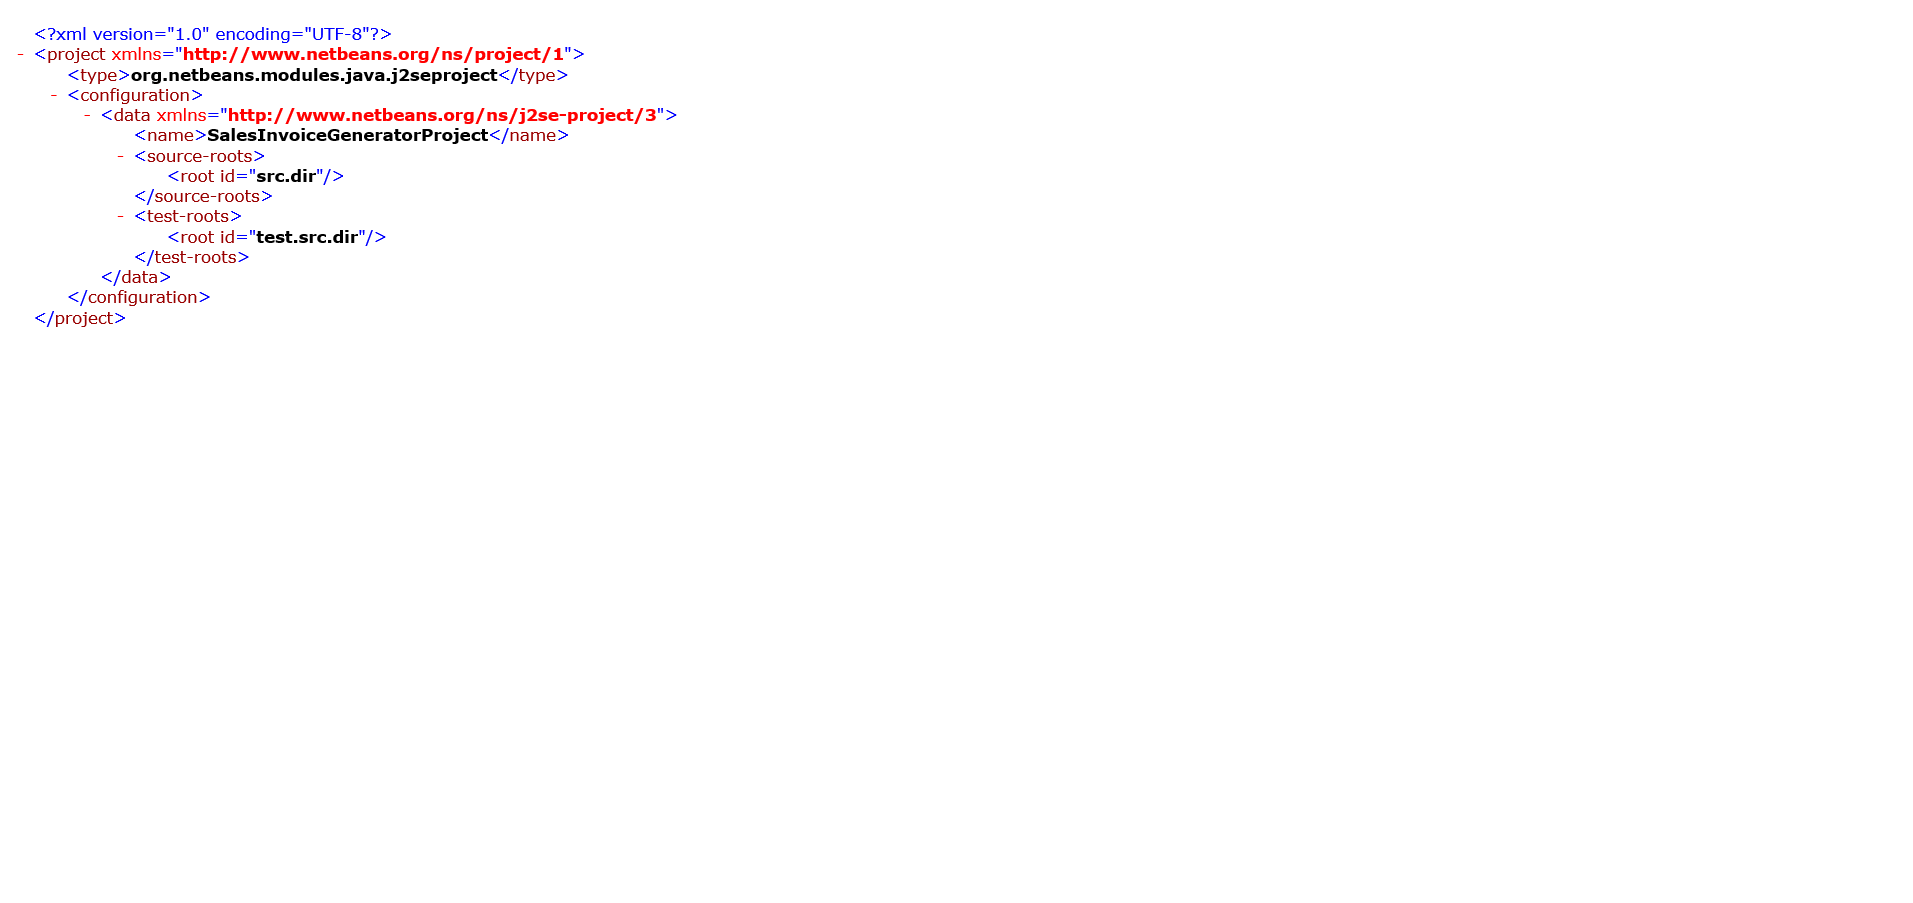 <?xml version="1.0" encoding="UTF-8"?>
- <project xmlns="http://www.netbeans.org/ns/project/1">
<type>org.netbeans.modules.java.j2seproject</type>
- <configuration>
- <data xmlns="http://www.netbeans.org/ns/j2se-project/3">
<name>SalesInvoiceGeneratorProject</name>
- <source-roots>
<root id="src.dir"/>
</source-roots>
- <test-roots>
<root id="test.src.dir"/>
</test-roots>
</data>
</configuration>
</project>